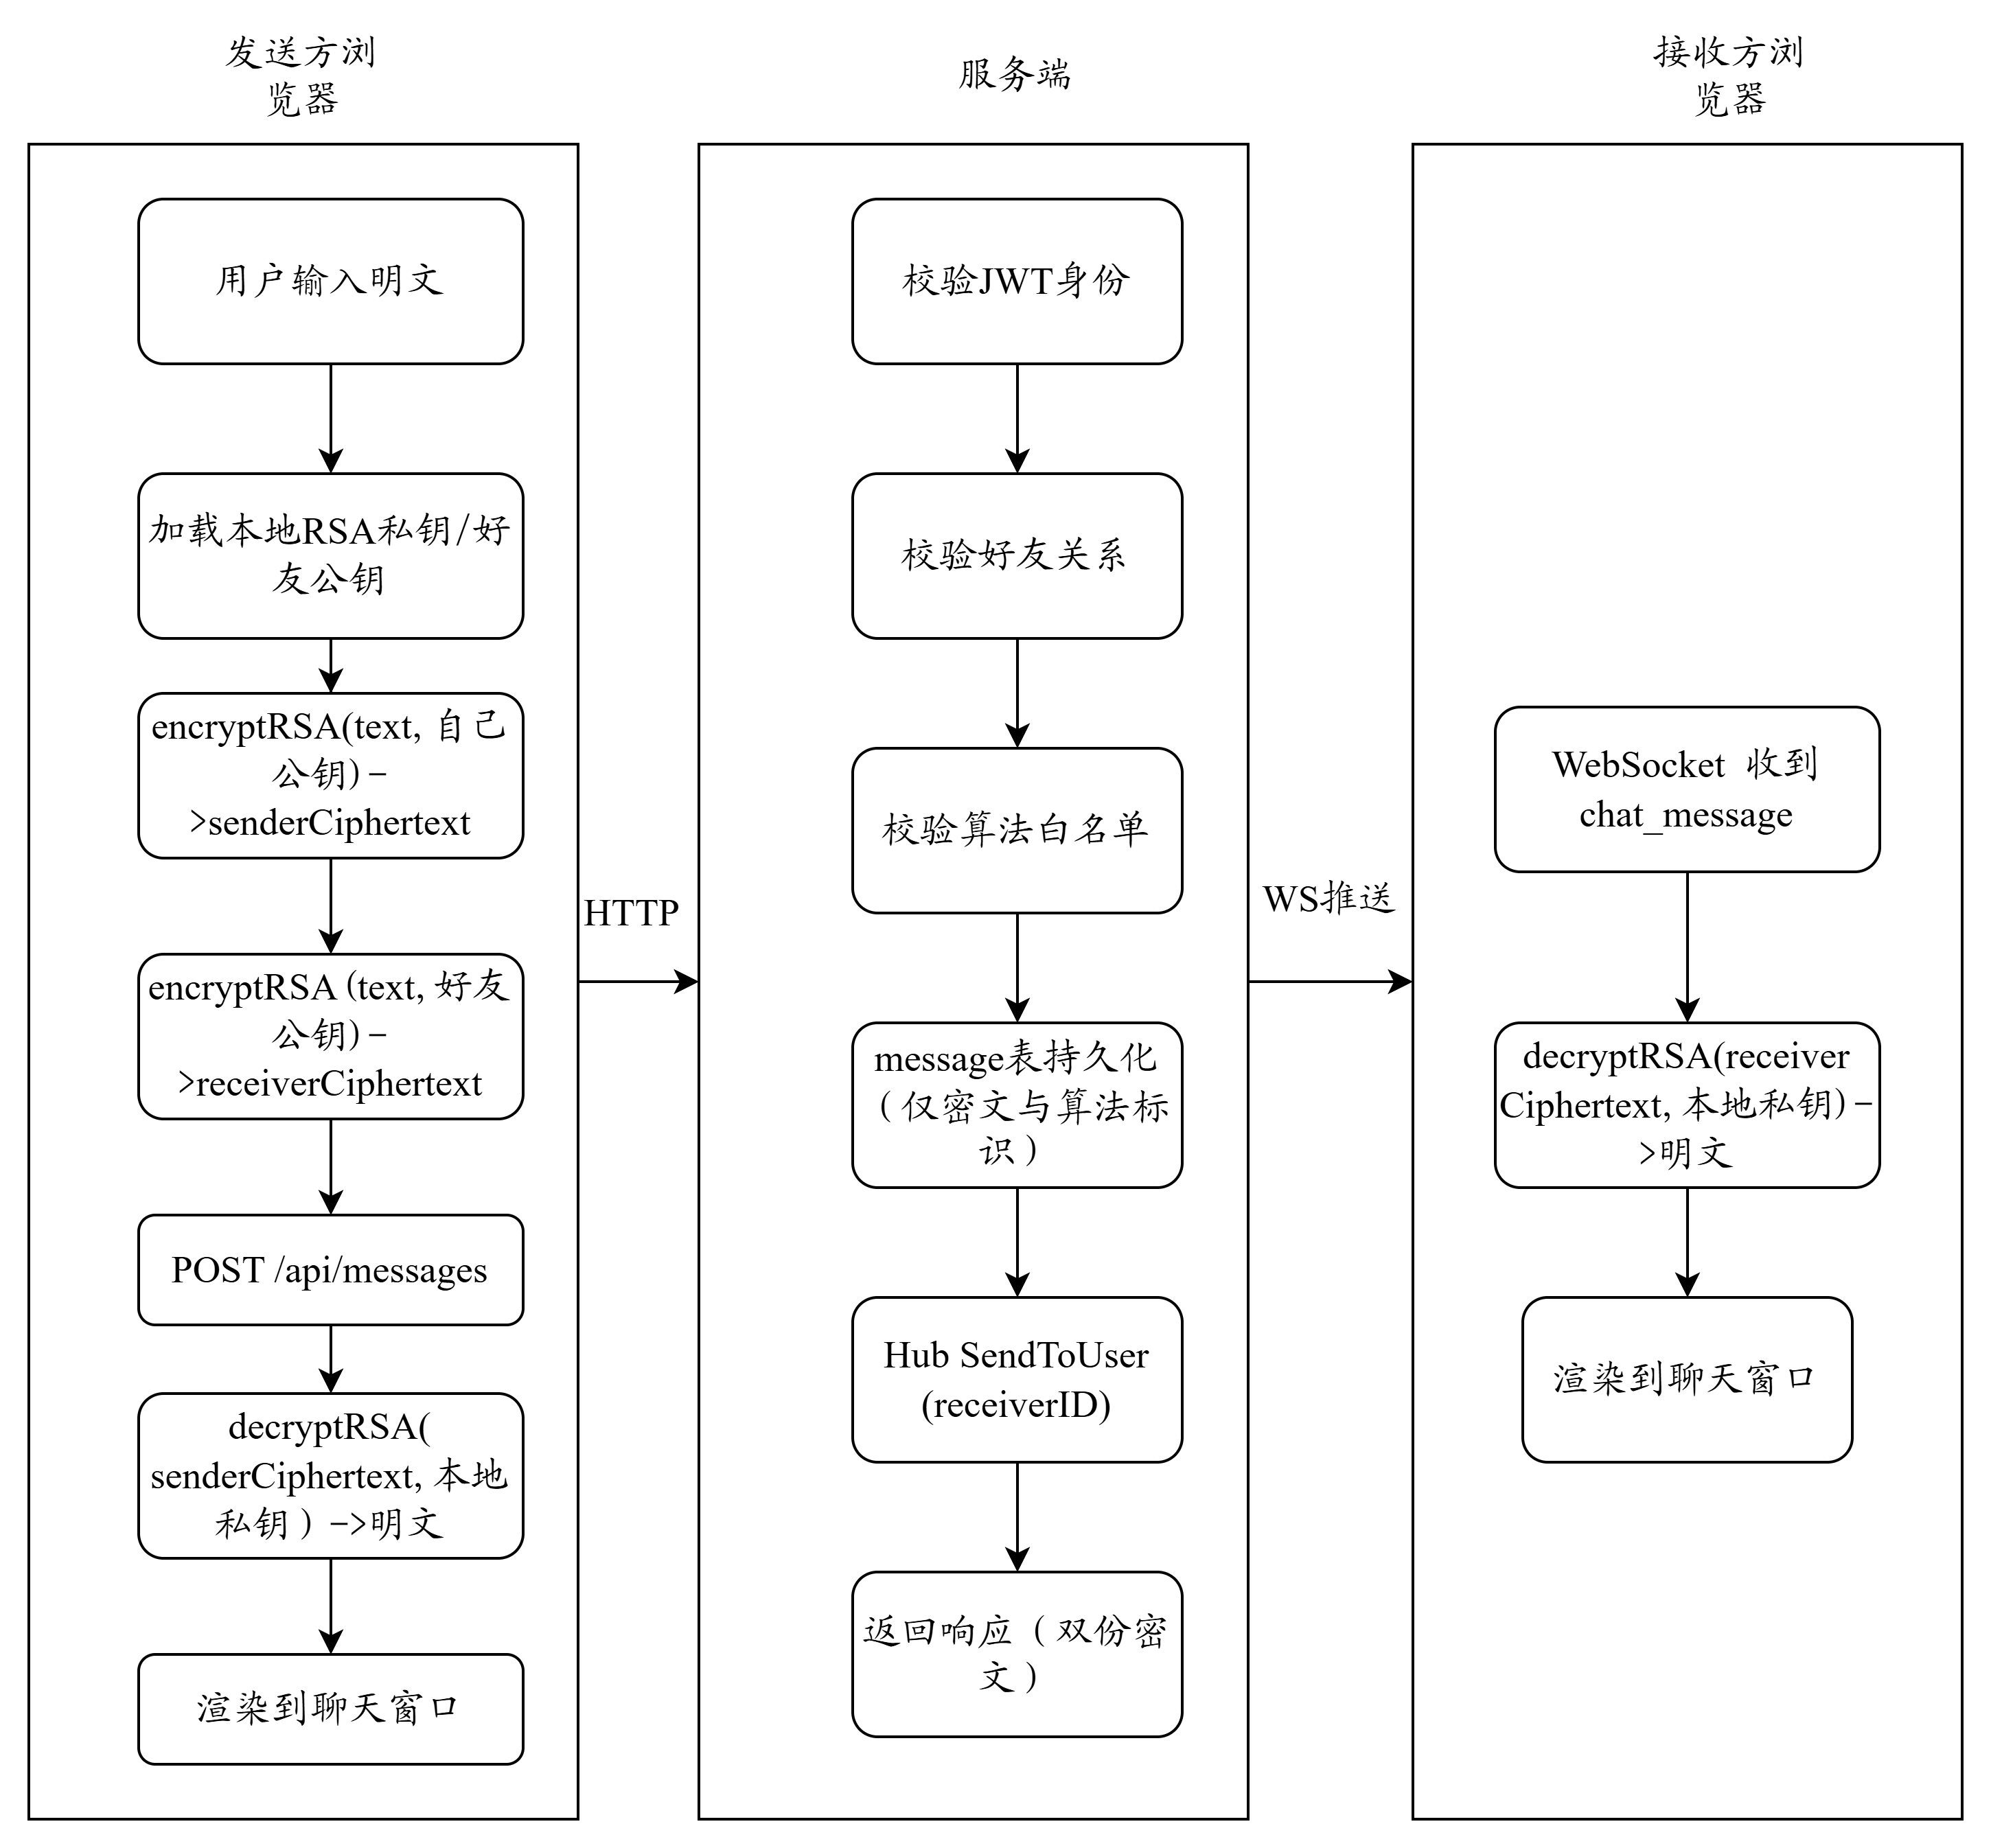 发送方浏
览器
服务端
接收方浏
览器
用户输入明文
加载本地RSA私钥/好
友公钥
encryptRSA(text, 自己
公钥)-
>senderCiphertext
encryptRSA (text, 好友
公钥)-
>receiverCiphertext
POST /api/messages
decryptRSA(
senderCiphertext, 本地
私钥）->明文
渲染到聊天窗口
HTTP
校验JWT身份
校验好友关系
校验算法白名单
message表持久化
（仅密文与算法标
识）
Hub SendToUser
(receiverID)
返回响应（双份密
文）
WS推送
WebSocket 收到
chat_message
decryptRSA(receiver
Ciphertext, 本地私钥)-
>明文
渲染到聊天窗口